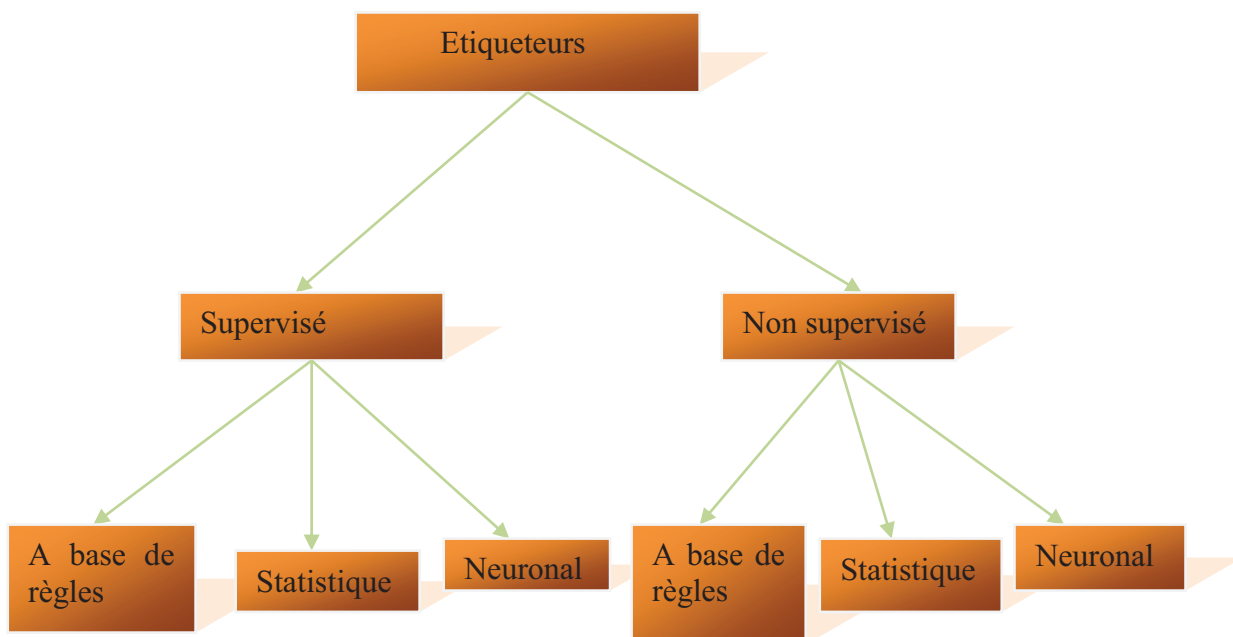 Etiqueteurs
Supervisé
Non supervisé
A base de
règles
Statistique
Neuronal
A base de
règles
Statistique
Neuronal